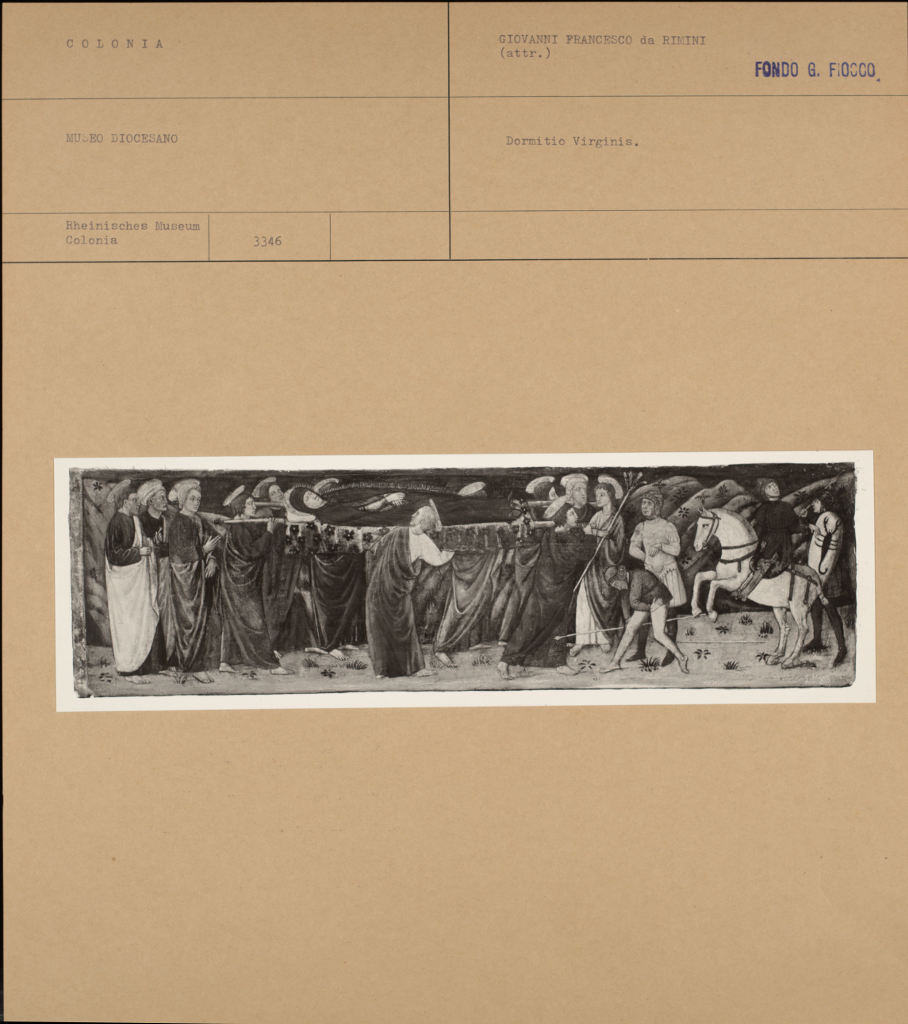 COLONIA
GIOVANNI FRANCESCO da RIMINI
(attr.)
FONDO G. FIOCCO
MUSEO DIOCESANO
Dormitio Virginis.
Rheinisches Museum
Colonia
3346